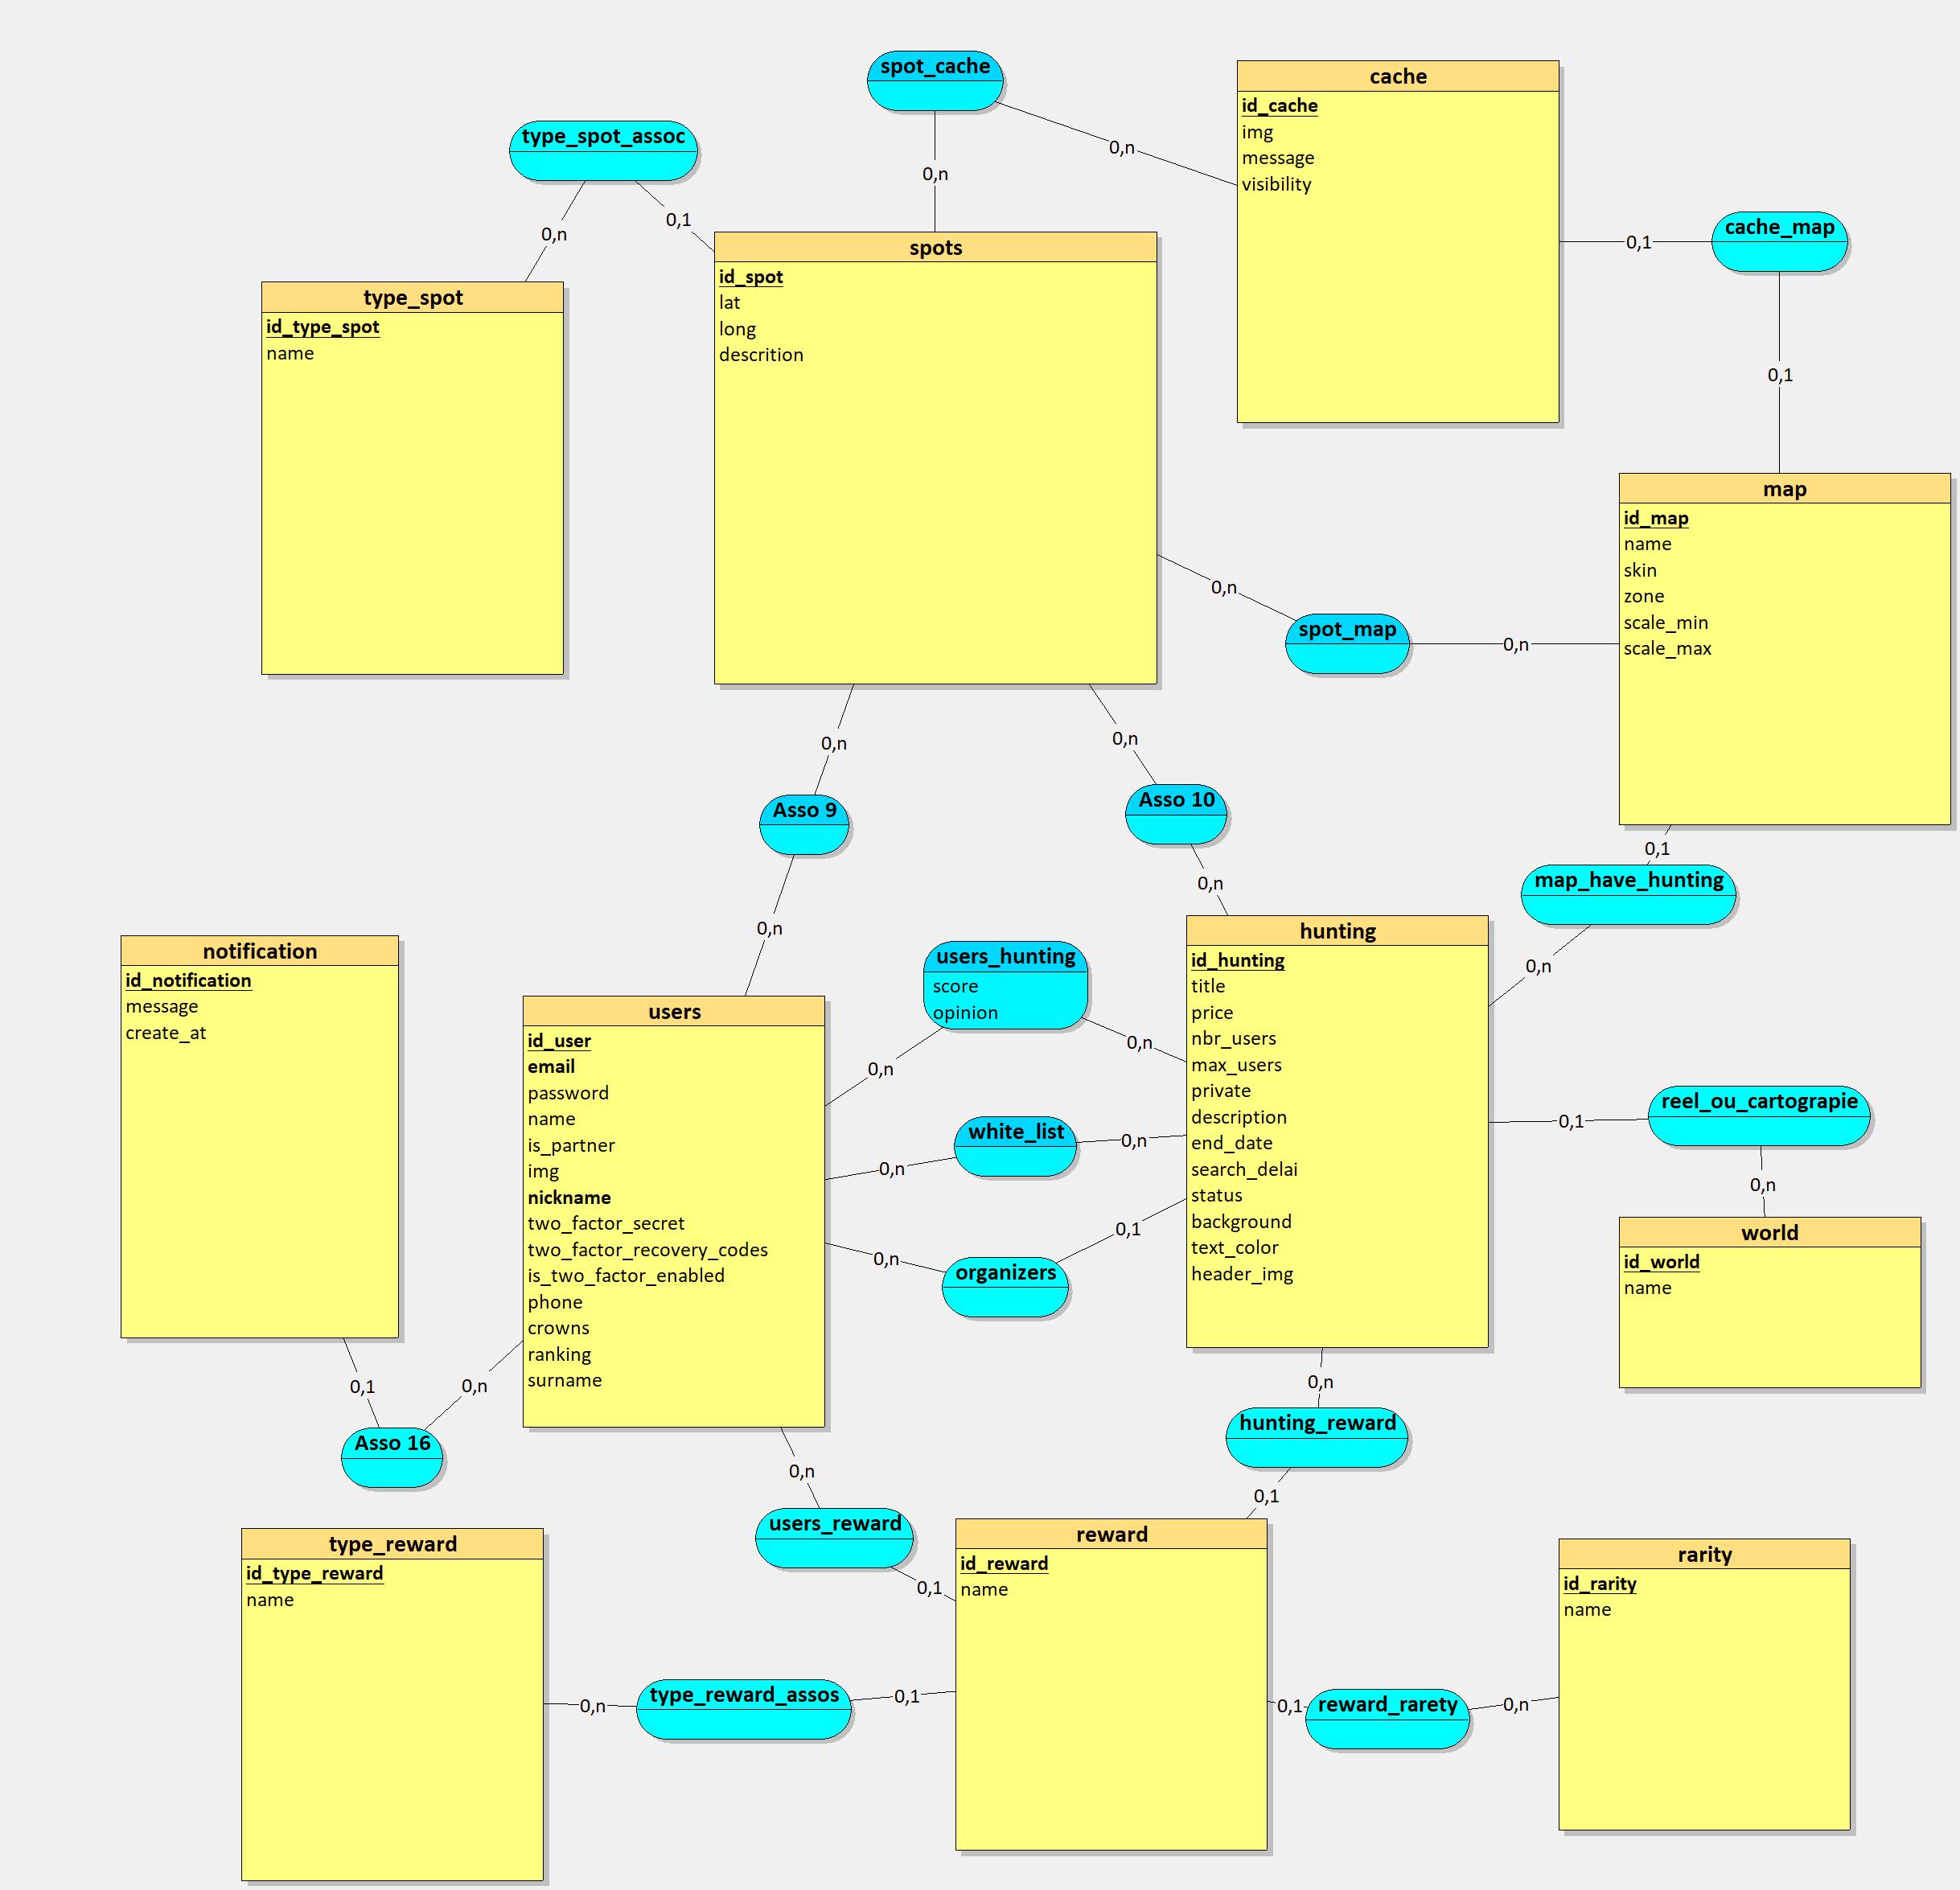 spot_cache
cache
id_cache
img
message
visibility
0,n
0,n
type_spot_assoc
0,n
0,1
cache_map
0,1
0,1
spots
id_spot
lat
long
descrition
type_spot
id_type_spot
name
map
id_map
name
skin
zone
scale_min
scale_max
0,n
spot_map
0,n
0,n
0,n
Asso 9
Asso 10
0,n
0,n
0,1
map_have_hunting
0,n
notification
id_notification
message
create_at
users
id_user
email
password
name
is_partner
img
nickname
two_factor_secret
two_factor_recovery_codes
is_two_factor_enabled
phone
crowns
ranking
surname
users_hunting
score
opinion
0,n
0,n
white_list
0,n
0,n
organizers
0,n
0,1
hunting
id_hunting
title
price
nbr_users
max_users
private
description
end_date
search_delai
status
background
text_color
header_img
reel_ou_cartograpie
0,1
0,n
world
id_world
name
0,1
0,n
Asso 16
0,n
hunting_reward
0,1
0,n
users_reward
0,1
type_reward
id_type_reward
name
reward
id_reward
name
rarity
id_rarity
name
0,n
type_reward_assos
0,1
0,1
reward_rarety
0,n